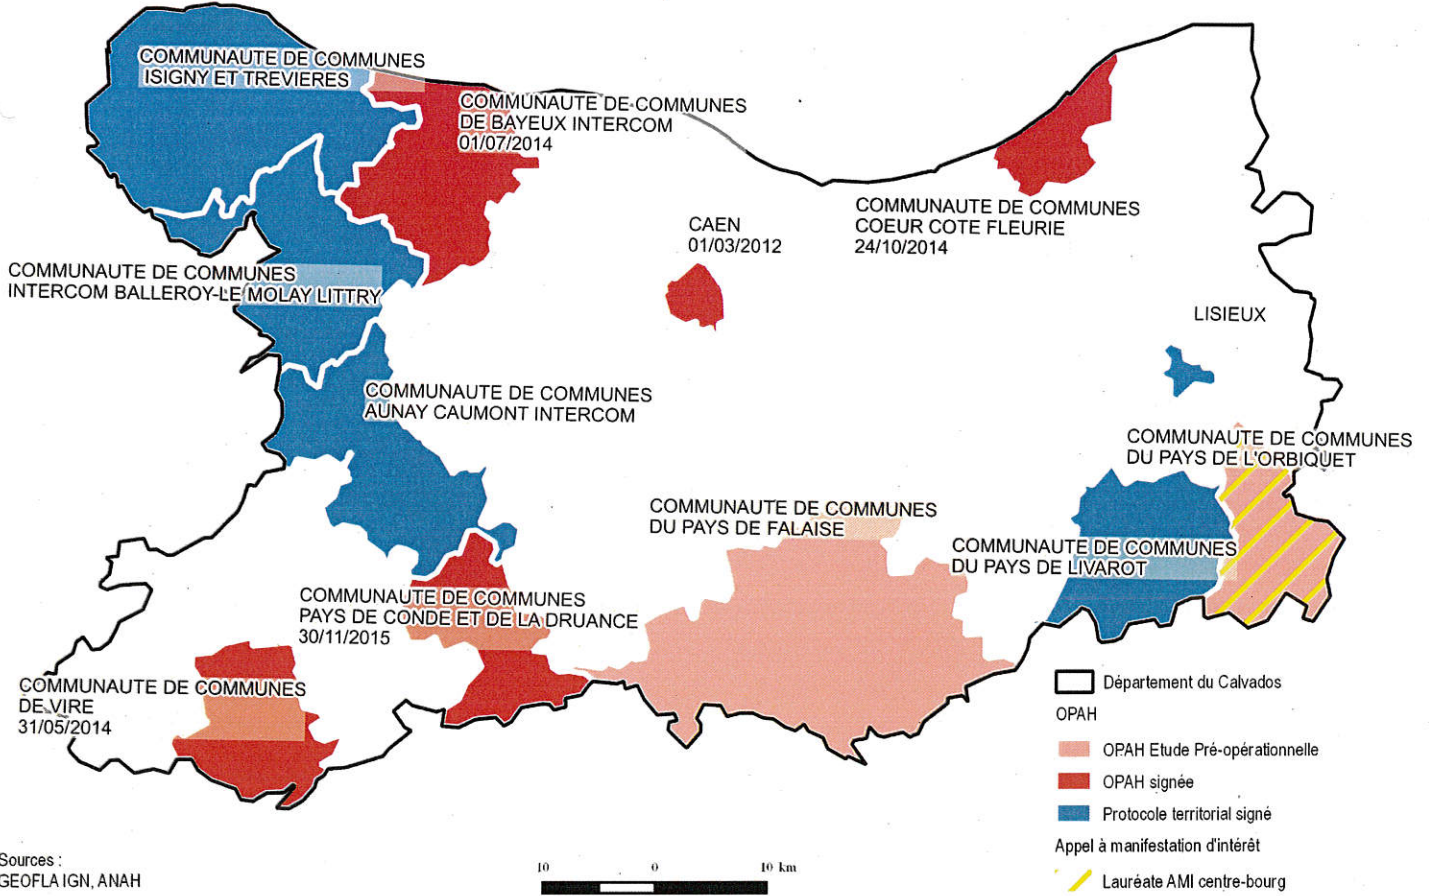 COMMUNAUTE DE COMMUNES
ISIGNY ET TREVIERES
COMMUNAUTE DE COMMUNES
DE BAYEUX INTERCOM
01/07/2014
COMMUNAUTE DE COMMUNES
COEUR COTE FLEURIE
24/10/2014
CAEN
01/03/2012
COMMUNAUTE DE COMMUNES
INTERCOM BALLEROY-LE MOLAY LITTRY
LISIEUX
COMMUNAUTE DE COMMUNES
AUNAY CAUMONT INTERCOM
COMMUNAUTE DE COMMUNES
DU PAYS DE L'ORBIQUET
COMMUNAUTE DE COMMUNES
DU PAYS DE FALAISE
COMMUNAUTE DE COMMUNES
DU PAYS DE LIVAROT
COMMUNAUTE DE COMMUNES
PAYS DE CONDE ET DE LA DRUANCE
30/11/2015
COMMUNAUTE DE COMMUNES
DE VIRE
31/05/2014
Département du Calvados
OPAH
OPAH Etude Pré-opérationnelle
OPAH signée
Protocole territorial signé
Appel à manifestation d'intérêt
Lauréate AMI centre-bourg
Sources :
GEOFLA IGN, ANAH
10 0 10 km